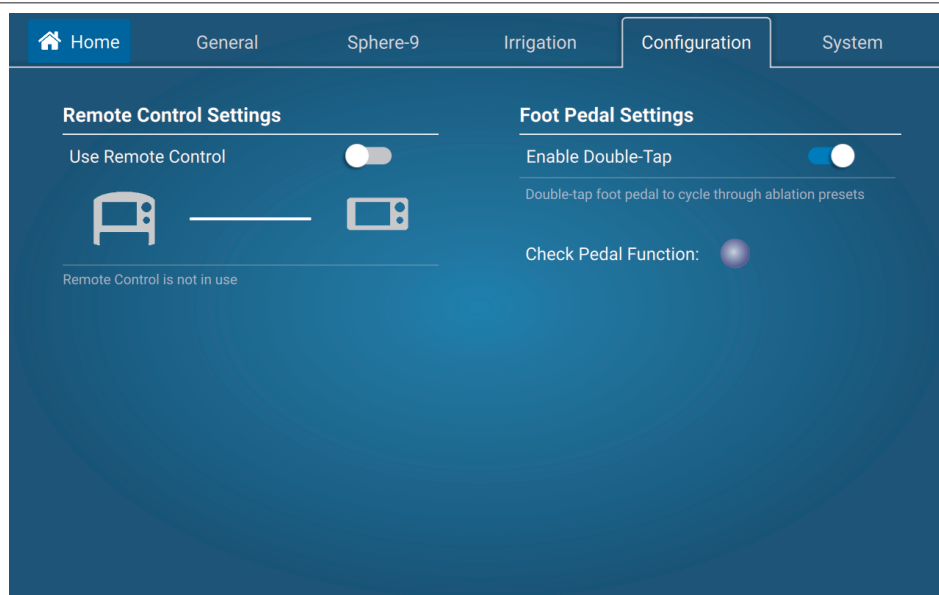 Home General Sphere-9 Irrigation Configuration System
Remote Control Settings
Use Remote Control
Remote Control is not in use
Foot Pedal Settings
Enable Double-Tap
Double-tap foot pedal to cycle through ablation presets
Check Pedal Function: